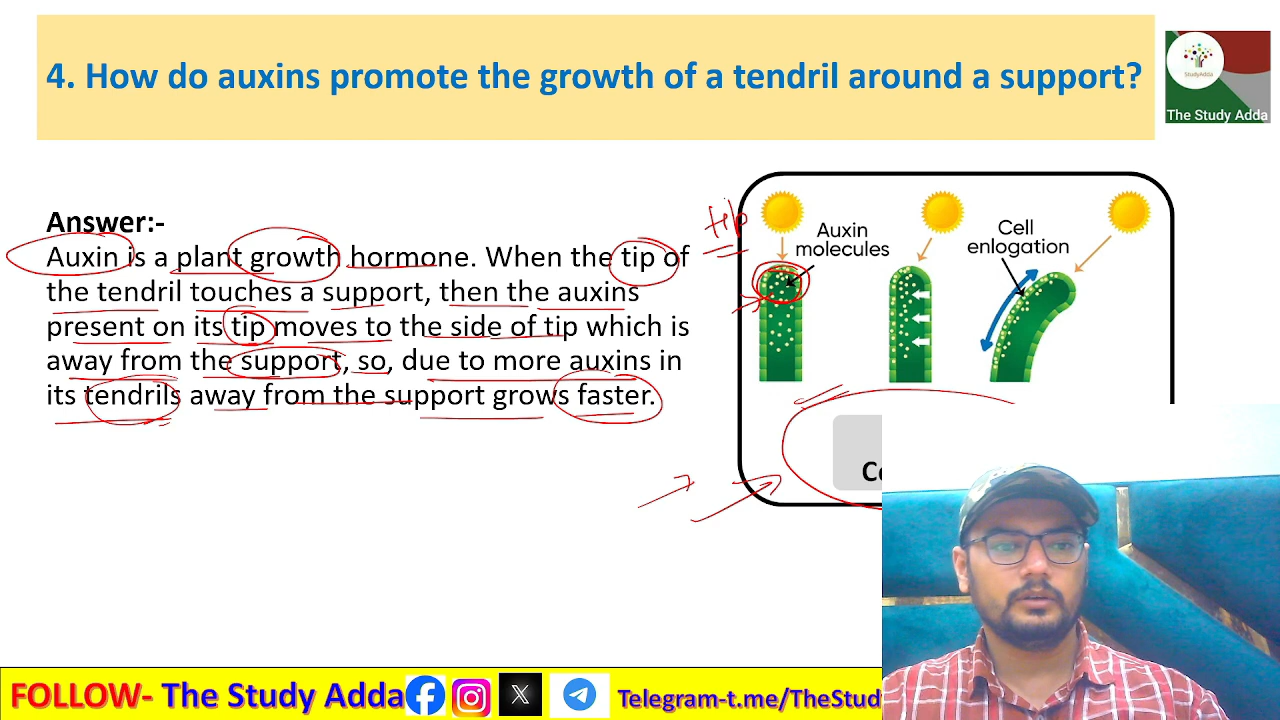 4. How do auxins promote the growth of a tendril around a support?
StudyAdda
The Study Adda
Answer:-
Auxin is a plant growth hormone. When the tip of
the tendril touches a support, then the auxins
present on its tip moves to the side of tip which is
away from the support, so, due to more auxins in
its tendrils away from the support grows faster.
tip
Auxin
molecules
Cell
enlogation
FOLLOW- The Study Adda
Telegram-t.me/TheStudy